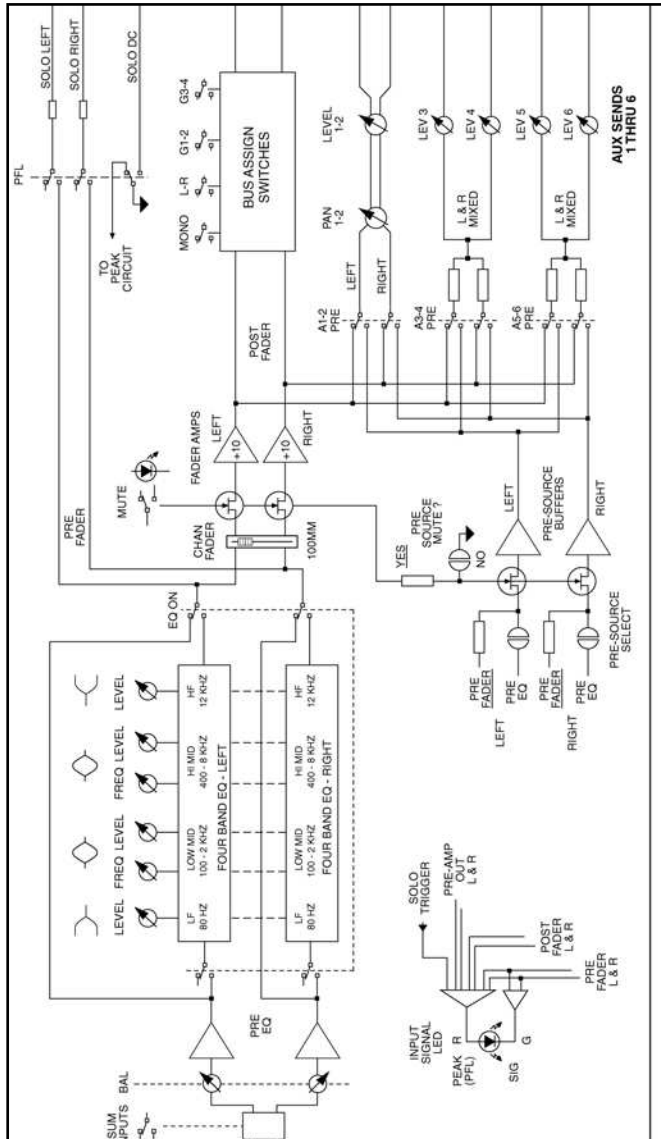 SOLO LEFT
SOLO RIGHT
SOLO DC
PFL
TO
PEAK
CIRCUIT
G3-4
G1-2
L-R
MONO
BUS ASSIGN
SWITCHES
LEVEL
1-2
PAN
1-2
LEV 3
LEV 4
LEV 5
LEV 6
AUX SENDS
1 THRU 6
L & R
MIXED
L & R
MIXED
LEFT
RIGHT
A1-2
PRE
A3-4
PRE
A5-6
PRE
POST
FADER
FADER AMPS
LEFT
+10
+10
RIGHT
MUTE
PRE
FADER
CHAN
FADER
100MM
PRE
SOURCE
MUTE ?
YES
NO
LEFT
RIGHT
PRE-SOURCE
BUFFERS
PRE
FADER
PRE
EQ
LEFT
PRE
FADER
PRE
EQ
RIGHT
PRE-SOURCE
SELECT
EQ ON
LEVEL
FREQ LEVEL
FREQ LEVEL
LEVEL
HF
12 KHZ
HI MID
400 - 8 KHZ
LOW MID
100 - 2 KHZ
LF
80 HZ
FOUR BAND EQ - LEFT
HF
12 KHZ
HI MID
400 - 8 KHZ
LOW MID
100 - 2 KHZ
LF
80 HZ
FOUR BAND EQ - RIGHT
PRE
EQ
BAL
SUM
SOLO
TRIGGER
PRE-AMP
OUT
L & R
POST
FADER
L & R
PRE
FADER
L & R
INPUT
SIGNAL
LED
PEAK
(PFL)
R
SIG
G